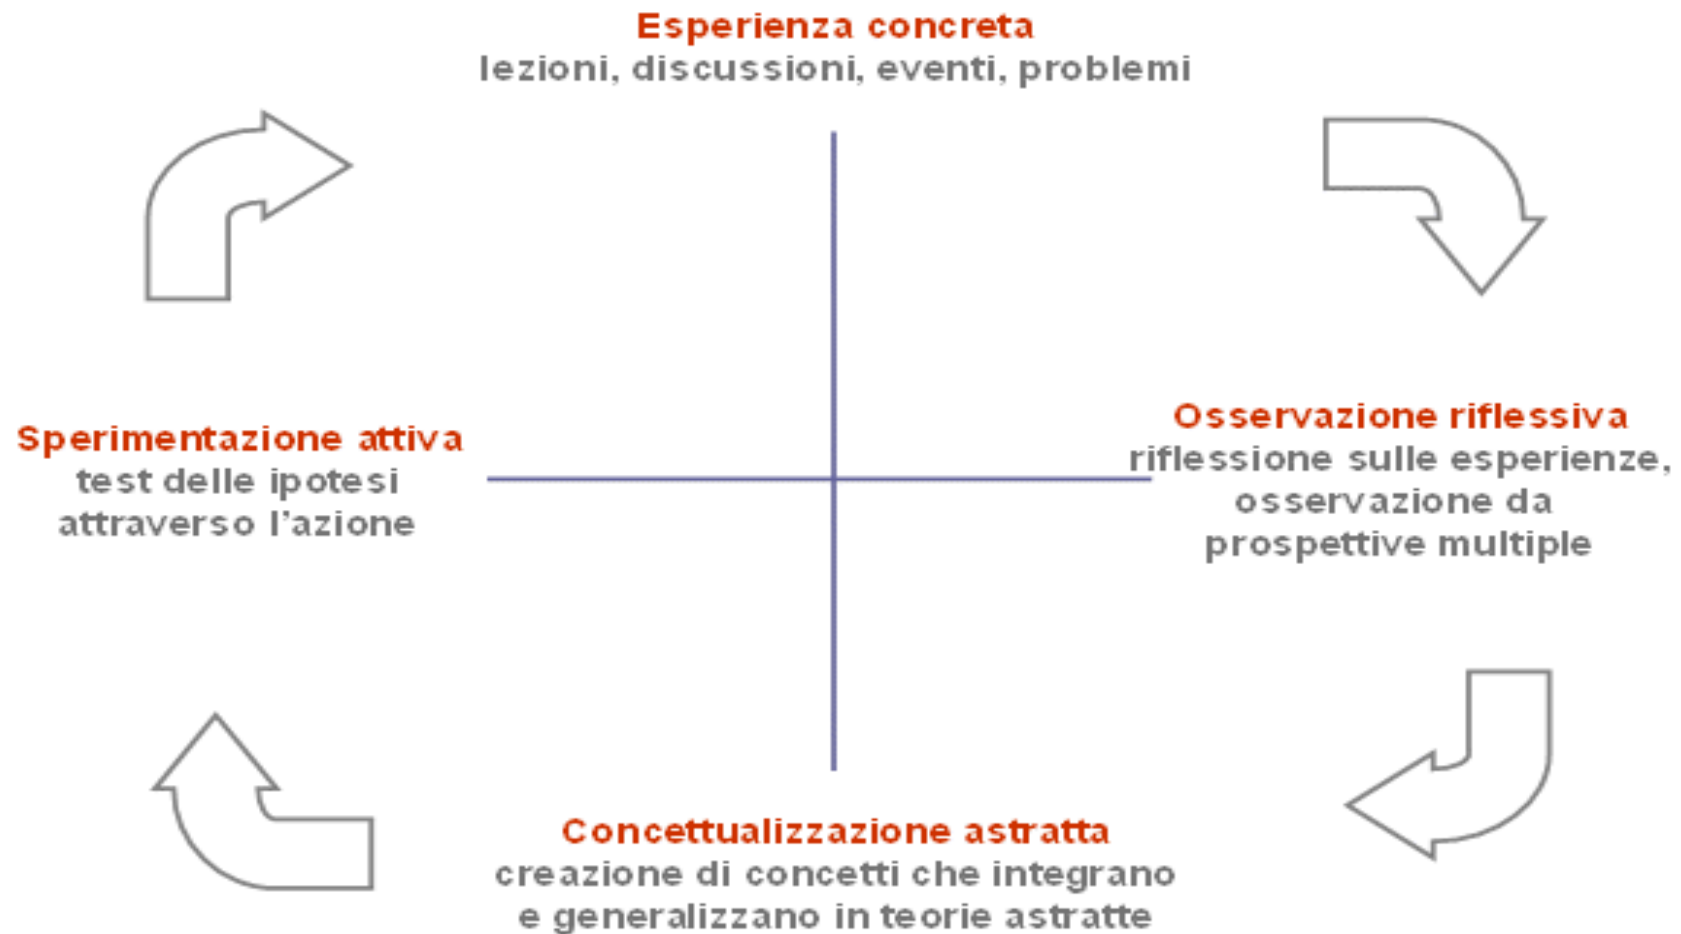 Esperienza concreta
lezioni, discussioni, eventi, problemi
Sperimentazione attiva
test delle ipotesi
attraverso l'azione
Osservazione riflessiva
riflessione sulle esperienze,
osservazione da
prospettive multiple
Concettualizzazione astratta
creazione di concetti che integrano
e generalizzano in teorie astratte